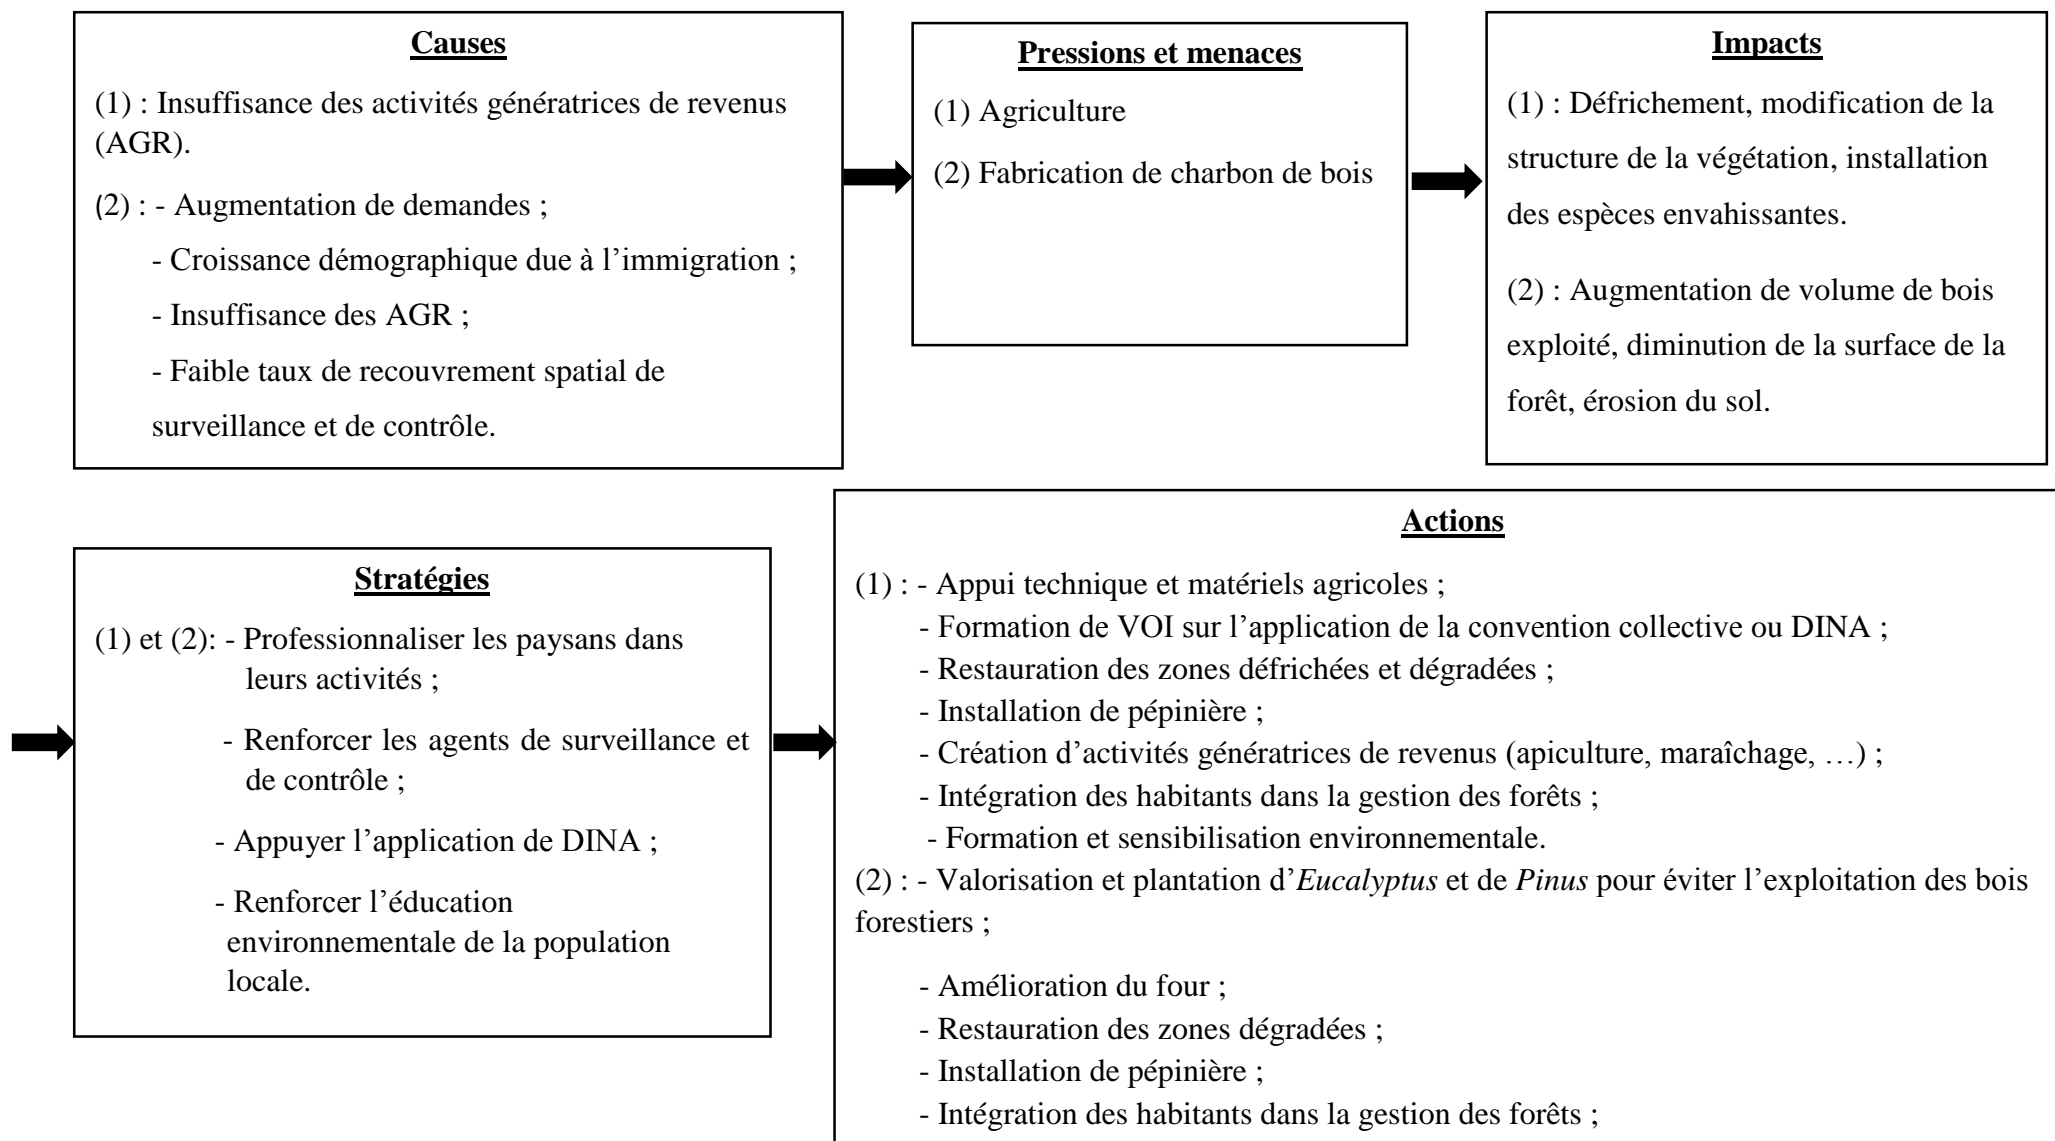 Causes
(1) : Insuffisance des activités génératrices de revenus
(AGR).
(2) : - Augmentation de demandes ;
- Croissance démographique due à l’immigration ;
- Insuffisance des AGR ;
- Faible taux de recouvrement spatial de
surveillance et de contrôle.
Pressions et menaces
(1) Agriculture
(2) Fabrication de charbon de bois
Impacts
(1) : Défrichement, modification de la
structure de la végétation, installation
des espèces envahissantes.
(2) : Augmentation de volume de bois
exploité, diminution de la surface de la
forêt, érosion du sol.
Stratégies
(1) et (2): - Professionnaliser les paysans dans
leurs activités ;
- Renforcer les agents de surveillance et
de contrôle ;
- Appuyer l’application de DINA ;
- Renforcer l’éducation
environnementale de la population
locale.
Actions
(1) : - Appui technique et matériels agricoles ;
- Formation de VOI sur l’application de la convention collective ou DINA ;
- Restauration des zones défrichées et dégradées ;
- Installation de pépinière ;
- Création d’activités génératrices de revenus (apiculture, maraîchage, …) ;
- Intégration des habitants dans la gestion des forêts ;
- Formation et sensibilisation environnementale.
(2) : - Valorisation et plantation d’Eucalyptus et de Pinus pour éviter l’exploitation des bois
forestiers ;
- Amélioration du four ;
- Restauration des zones dégradées ;
- Installation de pépinière ;
- Intégration des habitants dans la gestion des forêts ;